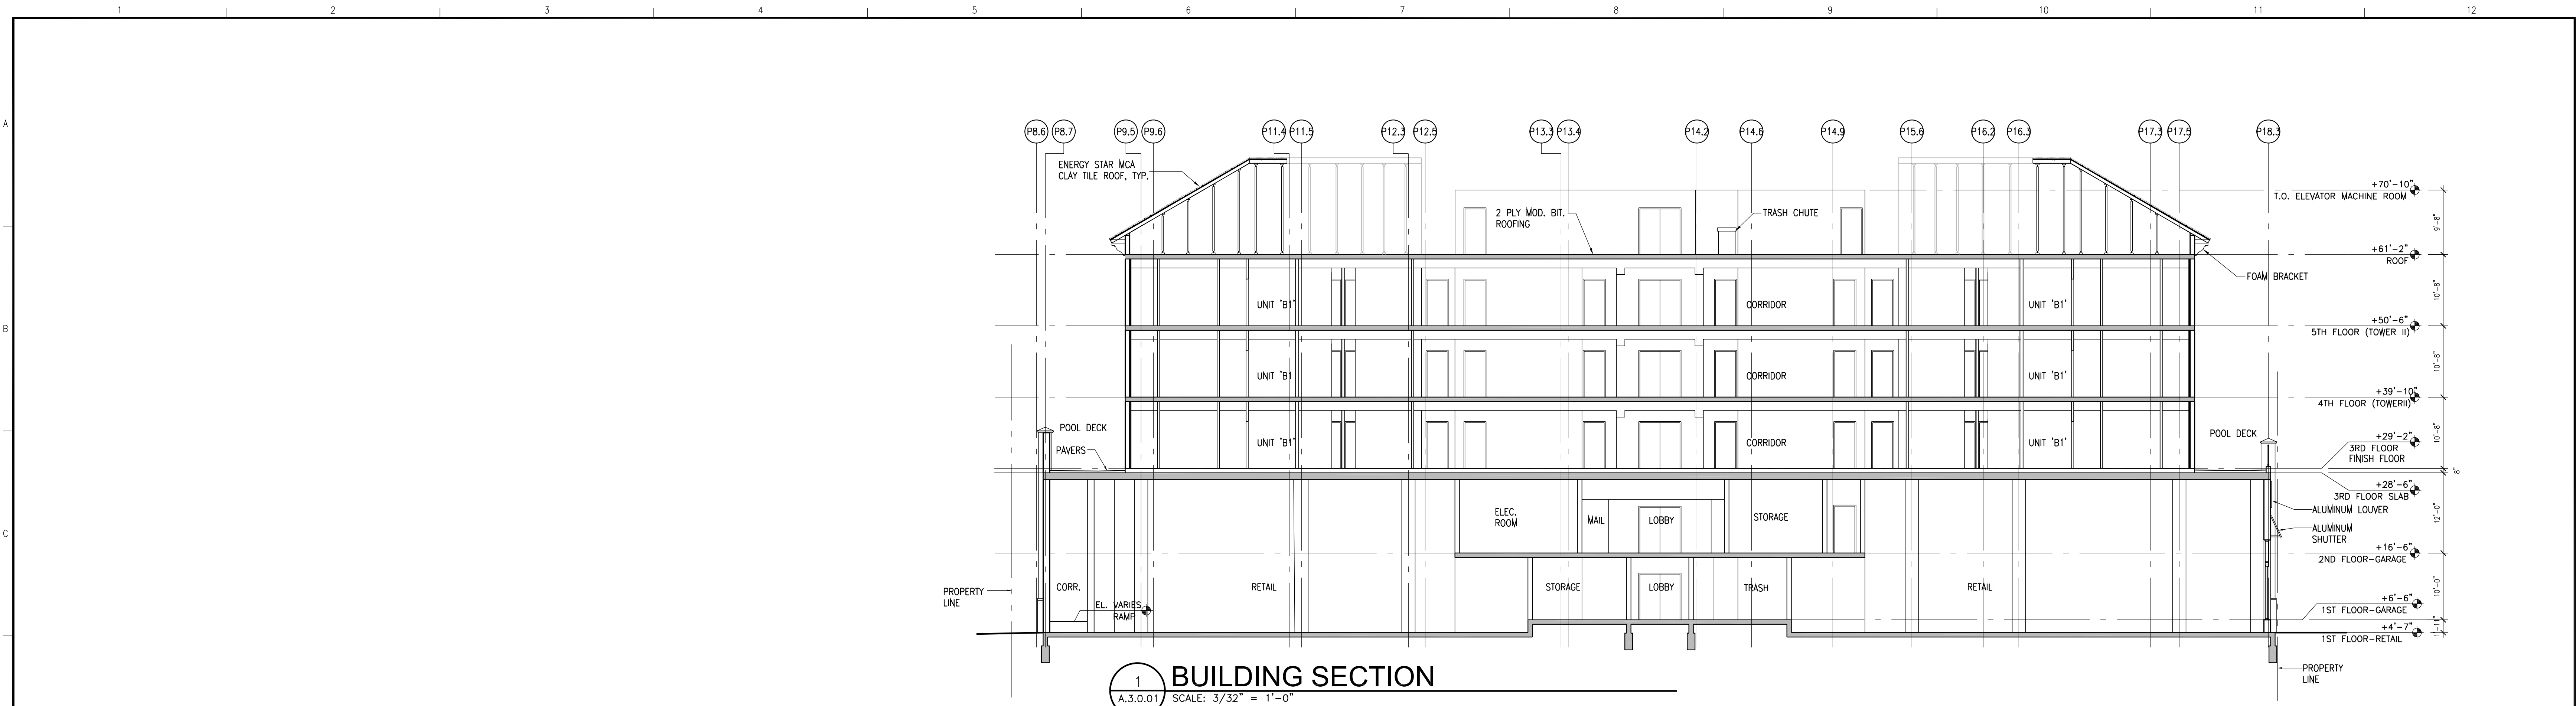 1 2 3 4 5 6 7 8 9 10 11 12
A
B
C
P8.6 P8.7 P9.5 P9.6 P11.4 P11.5 P12.3 P12.5 P13.3 P13.4 P14.2 P14.6 P14.9 P15.6 P16.2 P16.3 P17.3 P17.5 P18.3
ENERGY STAR MCA
CLAY TILE ROOF, TYP.
2 PLY MOD. BIT.
ROOFING
TRASH CHUTE
+70'-10"
T.O. ELEVATOR MACHINE ROOM
9'-8"
+61'-2"
ROOF
FOAM BRACKET
10'-8"
UNIT 'B1'
CORRIDOR
UNIT 'B1'
+50'-6"
5TH FLOOR (TOWER II)
10'-8"
UNIT 'B1
CORRIDOR
UNIT 'B1'
+39'-10"
4TH FLOOR (TOWERII)
10'-8"
POOL DECK
PAVERS
UNIT 'B1'
CORRIDOR
UNIT 'B1'
POOL DECK
+29'-2"
3RD FLOOR
FINISH FLOOR
8"
+28'-6"
3RD FLOOR SLAB
ALUMINUM LOUVER
ALUMINUM
SHUTTER
12'-0"
ELEC.
ROOM
MAIL
LOBBY
STORAGE
+16'-6"
2ND FLOOR-GARAGE
10'-0"
PROPERTY
LINE
CORR.
EL. VARIES
RAMP
RETAIL
STORAGE
LOBBY
TRASH
RETAIL
+6'-6"
1ST FLOOR-GARAGE
1'-11"
+4'-7"
1ST FLOOR-RETAIL
PROPERTY
LINE
1
A.3.0.01
BUILDING SECTION
SCALE: 3/32" = 1'-0"